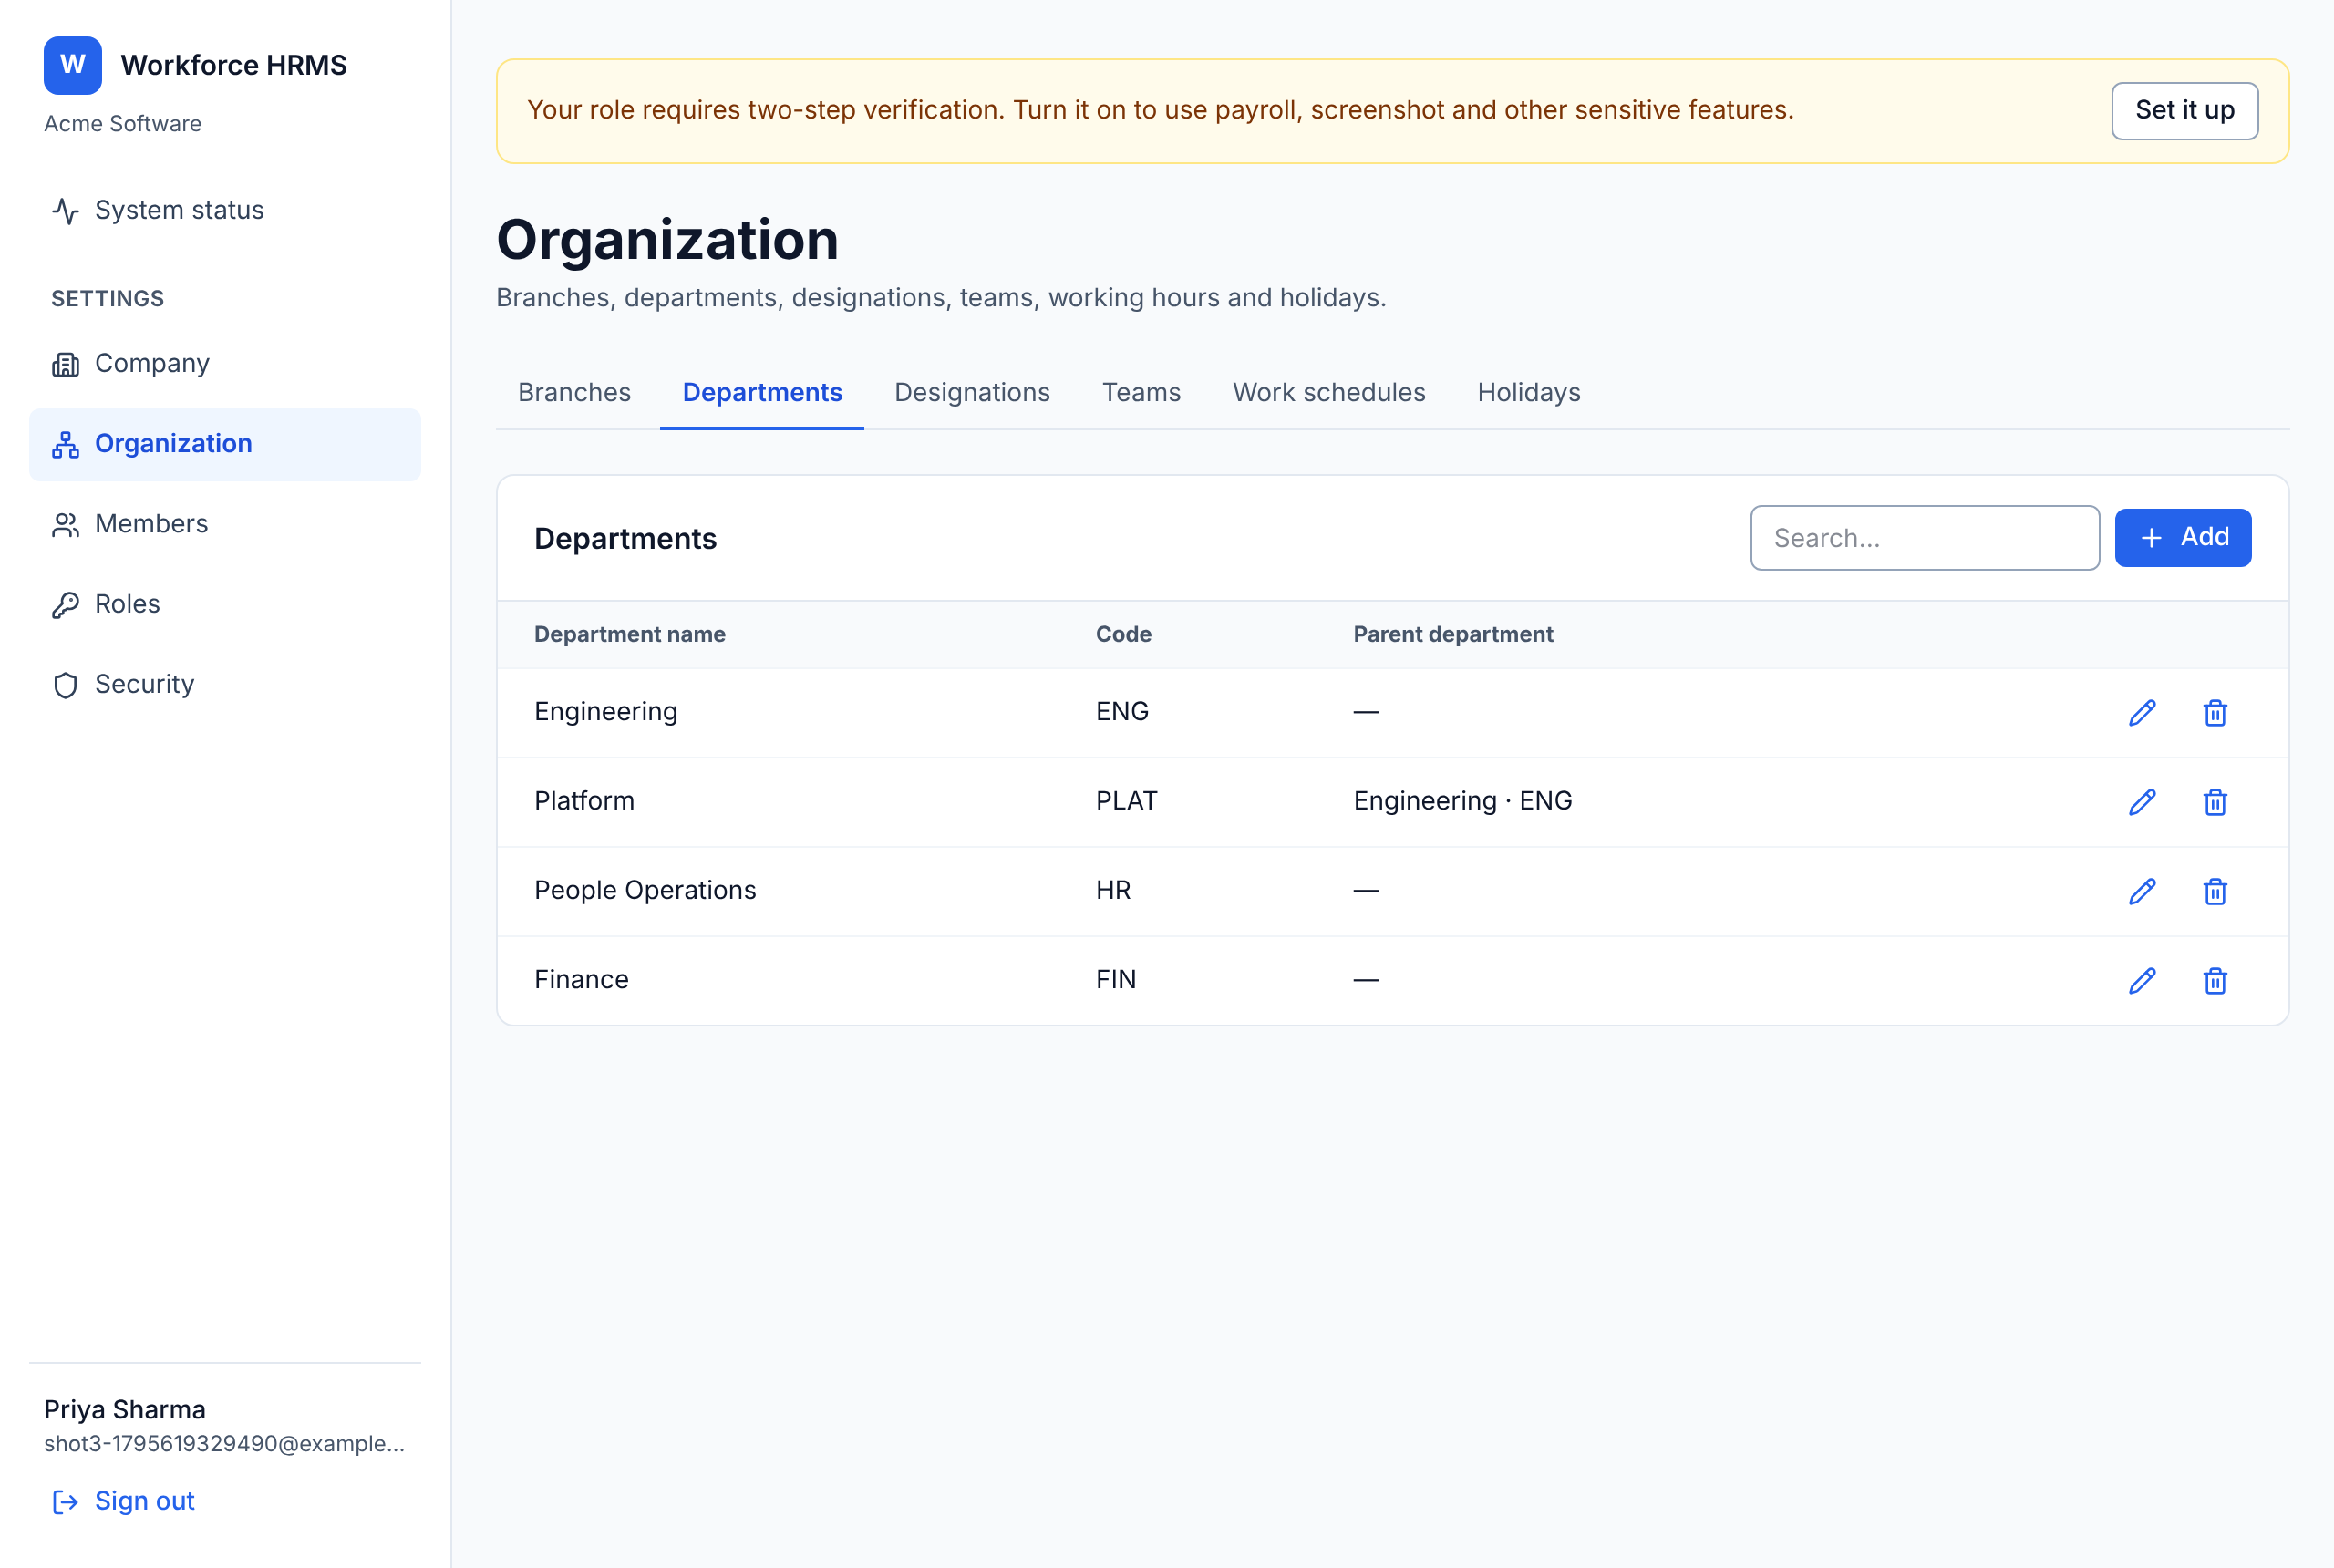 W
Workforce HRMS
Acme Software
System status
SETTINGS
Company
Organization
Members
Roles
Security
Priya Sharma
shot3-1795619329490@example...
Sign out
Your role requires two-step verification. Turn it on to use payroll, screenshot and other sensitive features.
Set it up
Organization
Branches, departments, designations, teams, working hours and holidays.
Branches Departments Designations Teams Work schedules Holidays
Departments
Search...
Add
Department name Code Parent department
Engineering ENG —
Platform PLAT Engineering · ENG
People Operations HR —
Finance FIN —